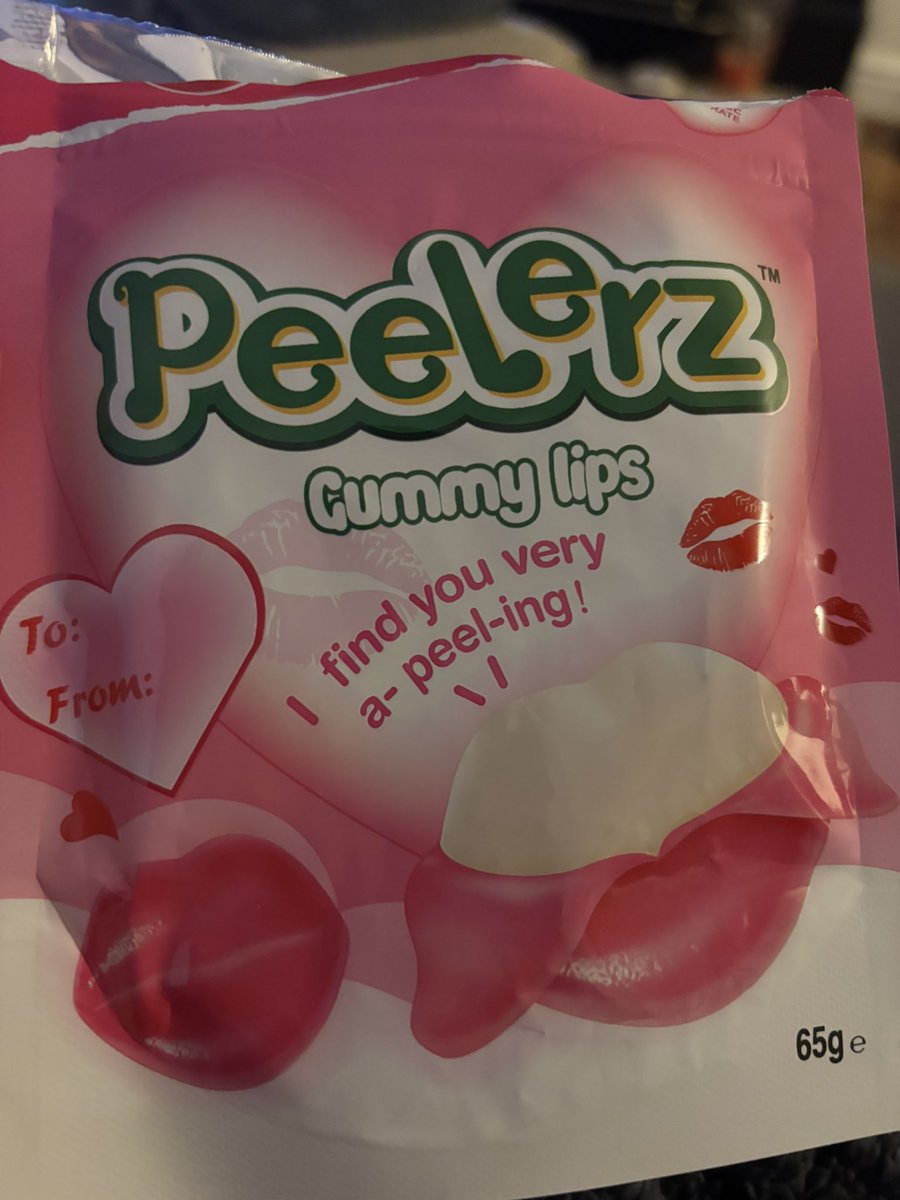 Peelerz™
Gummy lips
I find you very
a- peel-ing!
To:
From:
65g e